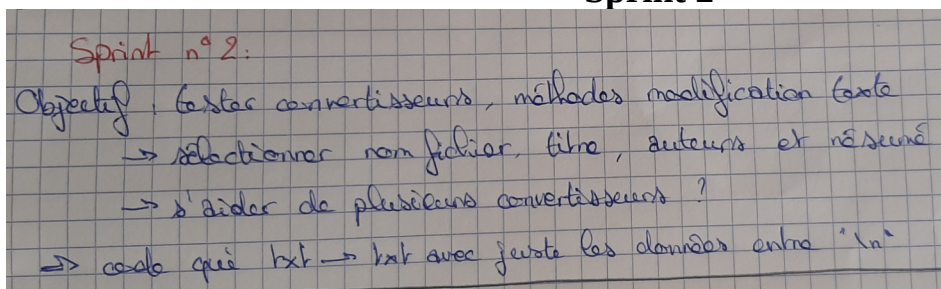 Sprint 2
Sprint n° 2:
Objectif : tester convertisseurs, méthodes modification texte
→ sélectionner nom fichier, titre, auteurs et résumé
→ s'aider de plusieurs convertisseurs ?
⇒ code qui txt → txt avec juste les données entre "\n"